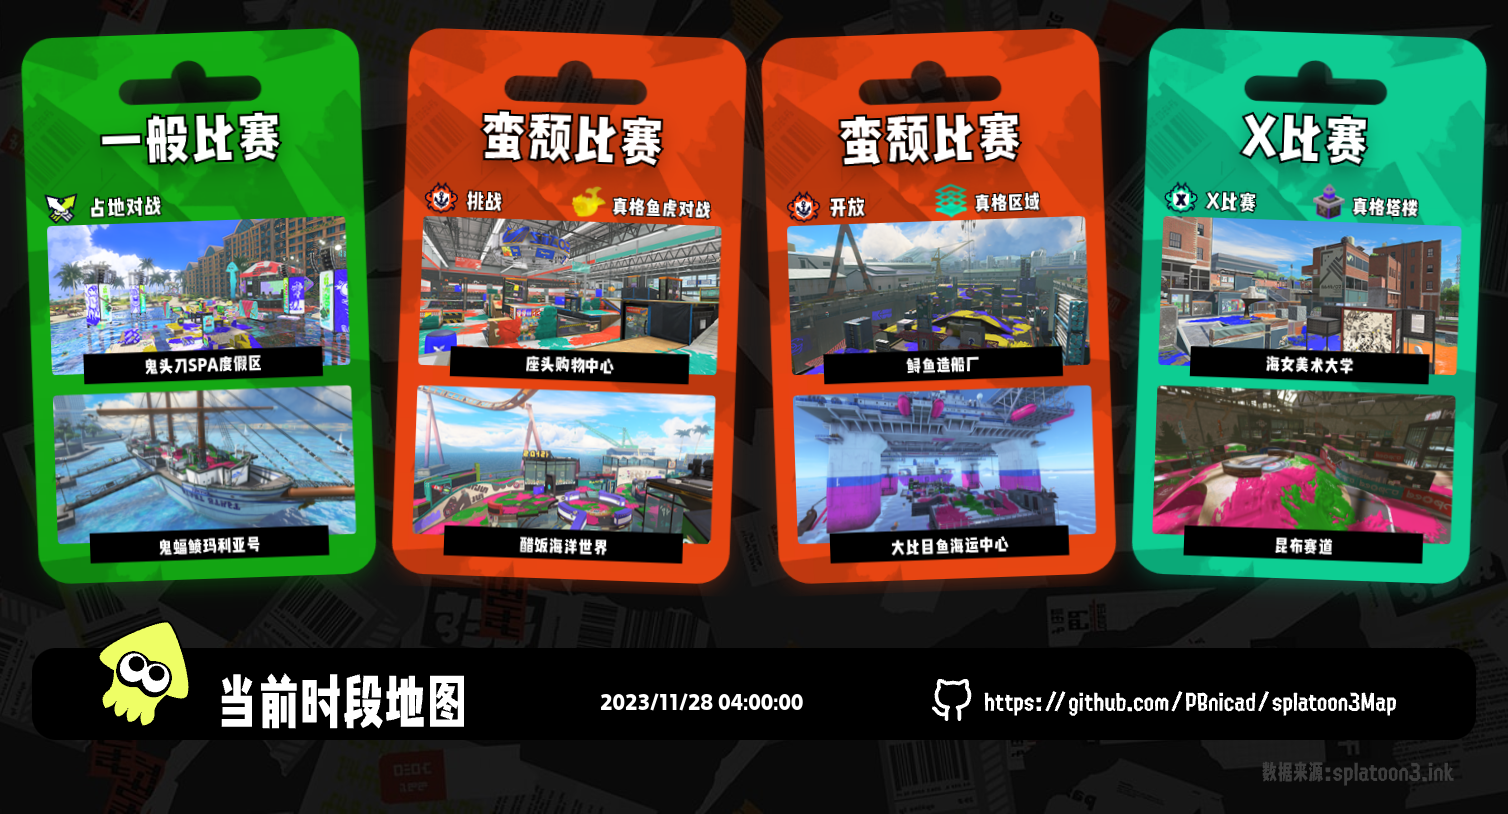 一般比赛
占地对战
鬼头刀SPA度假区
鬼蝠鲼玛利亚号
蛮颓比赛
挑战
真格鱼虎对战
座头购物中心
醋饭海洋世界
蛮颓比赛
开放
真格区域
鲟鱼造船厂
大比目鱼海运中心
X比赛
X比赛
真格塔楼
海女美术大学
昆布赛道
当前时段地图
2023/11/28 04:00:00
https://github.com/PBnicad/splatoon3Map
数据来源:splatoon3.ink